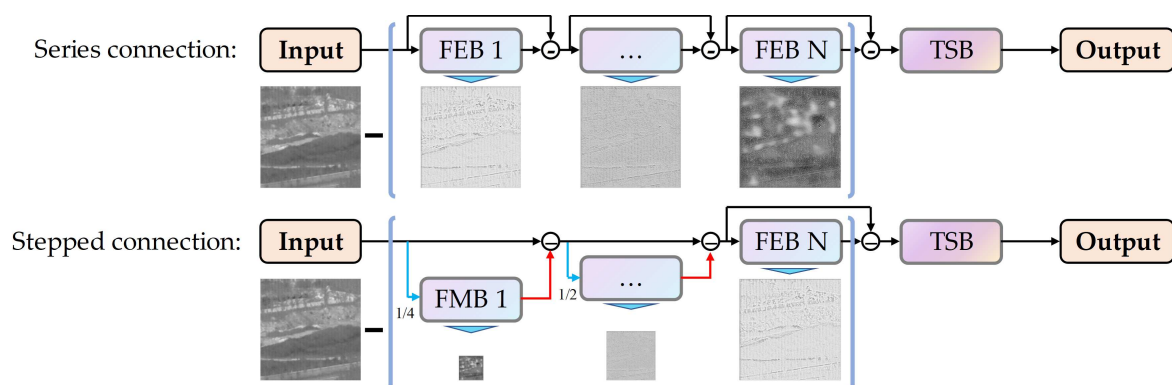 Series connection: Input FEB 1 ... FEB N TSB Output
Stepped connection: Input FEB N TSB Output
1/4 FMB 1 1/2 ...